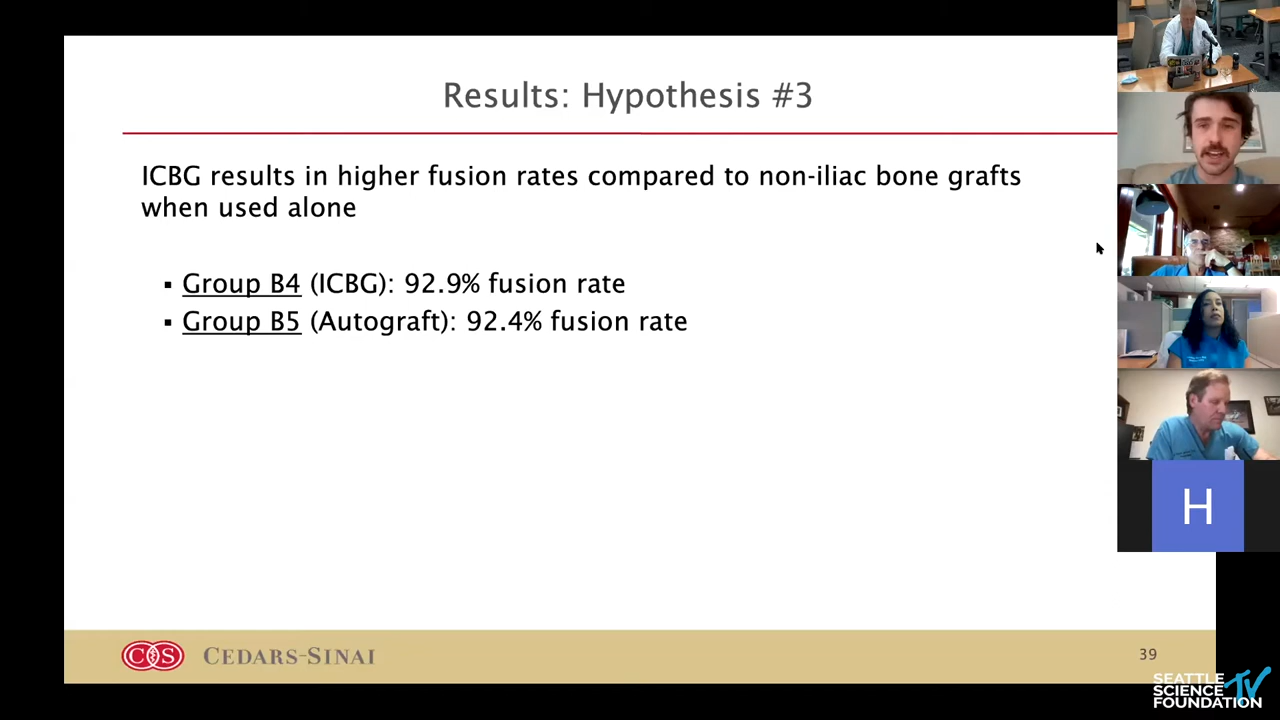 Results: Hypothesis #3
ICBG results in higher fusion rates compared to non-iliac bone grafts
when used alone
▪ Group B4 (ICBG): 92.9% fusion rate
▪ Group B5 (Autograft): 92.4% fusion rate
H
CEDARS-SINAI
39
SEATTLE
SCIENCE
FOUNDATION
TV